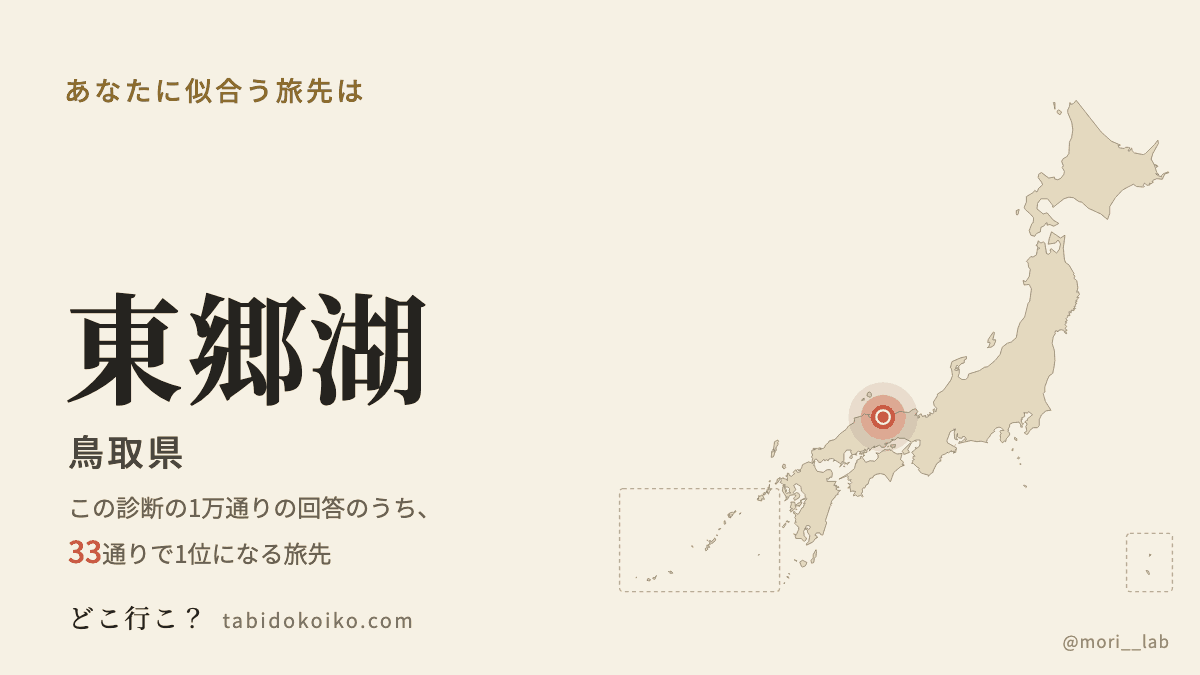 あなたに似合う旅先は
東郷湖
鳥取県
この診断の1万通りの回答のうち、
33通りで1位になる旅先
どこ行こ？ tabidokoiko.com
@mori__lab